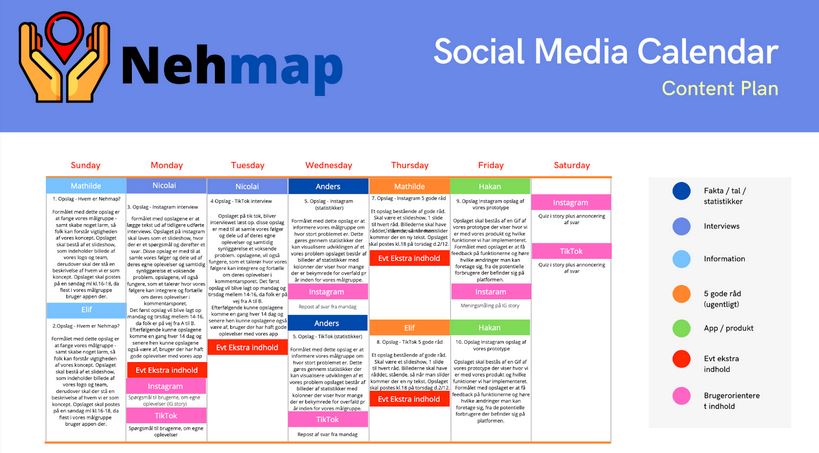 Nehmap
Social Media Calendar
Content Plan
Sunday
Monday
Tuesday
Wednesday
Thursday
Friday
Saturday
Mathilde
1. Opslag - Hvem er Nehmap?
Formålet med dette opslag er
at fange vores målgruppe -
samt skabe noget larm, så
folk kan forstår vigtigheden
af vores koncept. Opslaget
skal bestå af et slideshow,
som indeholder billede af
vores logo og team,
derudover skal der stå en
beskrivelse af hvem vi er som
koncept. Opslaget skal postes
på en søndag ml kl.16-18, da
flest i vores målgruppe
bruger appen der.
Elif
2.Opslag - Hvem er Nehmap?
Formålet med dette opslag er
at fange vores målgruppe -
samt skabe noget larm, så
folk kan forstår vigtigheden
af vores koncept. Opslaget
skal bestå af et slideshow,
som indeholder billede af
vores logo og team,
derudover skal der stå en
beskrivelse af hvem vi er som
koncept. Opslaget skal postes
på en søndag ml kl.16-18, da
flest i vores målgruppe
bruger appen der.
Nicolai
3. Opslag - Instagram interview
Formålet med opslagene er at
lægge tekst ud af tidligere udførte
interviews. Opslaget på instagram
skal laves som et slideshow, hvor
der er et spørgsmål og derefter et
svar. Disse opslag er med til at
samle vores følger og dele ud af
deres egne oplevelser og samtidig
synliggørelse et voksende
problem. opslagene, vil også
fungere, som et talerør hvor vores
følgere kan integrere og fortælle
om deres oplevelser i
kommentarsporet.
Det første opslag vil blive lagt op
mandag og tirsdag mellem 14-16,
da folk er på vej fra A til B.
Efterfølgende kunne opslagene
komme en gang hver 14 dag og
senere hen kunne opslagene også
være af, bruger der har haft gode
oplevelser med vores app
Evt Ekstra indhold
Instagram
Spørgsmål til brugerne, om egne
oplevelser (IG story)
TikTok
Spørgsmål til brugerne, om egne
oplevelser
Nicolai
4.Opslag - TikTok interview
Opslaget på tik tok, bliver
interviewet læst op. disse opslag
er med til at samle vores følger
og dele ud af deres egne
oplevelser og samtidig
synliggørelse et voksende
problem. opslagene, vil også
fungere, som et talerør hvor vores
følgere kan integrere og fortælle
om deres oplevelser i
kommentarsporet. Det første
opslag vil blive lagt op mandag og
tirsdag mellem 14-16, da folk er på
vej fra A til B.
Efterfølgende kunne opslagene
komme en gang hver 14 dag og
senere hen kunne opslagene også
være af, bruger der har haft gode
oplevelser med vores app
Evt Ekstra indhold
Anders
5. Opslag - Instagram
(statistikker)
Formålet med dette opslag er at
informere vores målgruppe om
hvor stort problemet er. Dette
gøres gennem statistikker der
kan visualisere udviklingen af et
vores problem opslaget består af
billeder af statistikker med
kolonner der viser hvor mange
der er bekymrede for overfald pr
år inden for vores målgruppe.
Instagram
Repost af svar fra mandag
Anders
5. Opslag - TikTok (statistikker)
Formålet med dette opslag er at
informere vores målgruppe om
hvor stort problemet er. Dette
gøres gennem statistikker der
kan visualisere udviklingen af et
vores problem opslaget består af
billeder af statistikker med
kolonner der viser hvor mange
der er bekymrede for overfald pr
år inden for vores målgruppe.
TikTok
Repost af svar fra mandag
Mathilde
7. Opslag - Instagram 5 gode råd
Et opslag bestående af gode råd.
Skal være et slideshow, 1 slide
til hvert råd. Billederne skal have
kommer der en ny tekst. Opslaget
skal postes kl.18 på torsdag d.2/12.
Evt Ekstra indhold
Elif
8. Opslag - TikTok 5 gode råd
Et opslag bestående af 5 gode råd.
Skal være et slideshow, 1 slide
til hvert råd. Billederne skal have
råddet, stående, så når man slider
kommer der en ny tekst. Opslaget
skal postes kl.18 på torsdag d.2/12.
Evt Ekstra indhold
Hakan
9. Opslag Instagram opslag af
vores prototype
Opslaget skal bestås af en Gif af
vores prototype der viser hvor vi
er med vores produkt og hvilke
funktioner vi har implementeret.
Formålet med opslaget er at få
feedback på funktionerne og høre
hvilke ændringer man kan
foretage sig, fra de potentielle
forbrugere der befinder sig på
platformen.
Instaram
Meningsmåling på IG story
Hakan
10. Opslag Instagram opslag af
vores prototype
Opslaget skal bestås af en Gif af
vores prototype der viser hvor vi
er med vores produkt og hvilke
funktioner vi har implementeret.
Formålet med opslaget er at få
feedback på funktionerne og høre
hvilke ændringer man kan
foretage sig, fra de potentielle
forbrugere der befinder sig på
platformen.
Instagram
Quiz i story plus annoncering
af svar
TikTok
Quiz i story plus annoncering
af svar
Fakta / tal /
statistikker
Interviews
Information
5 gode råd
(ugentligt)
App / produkt
Evt ekstra
indhold
Brugerorientere
t indhold